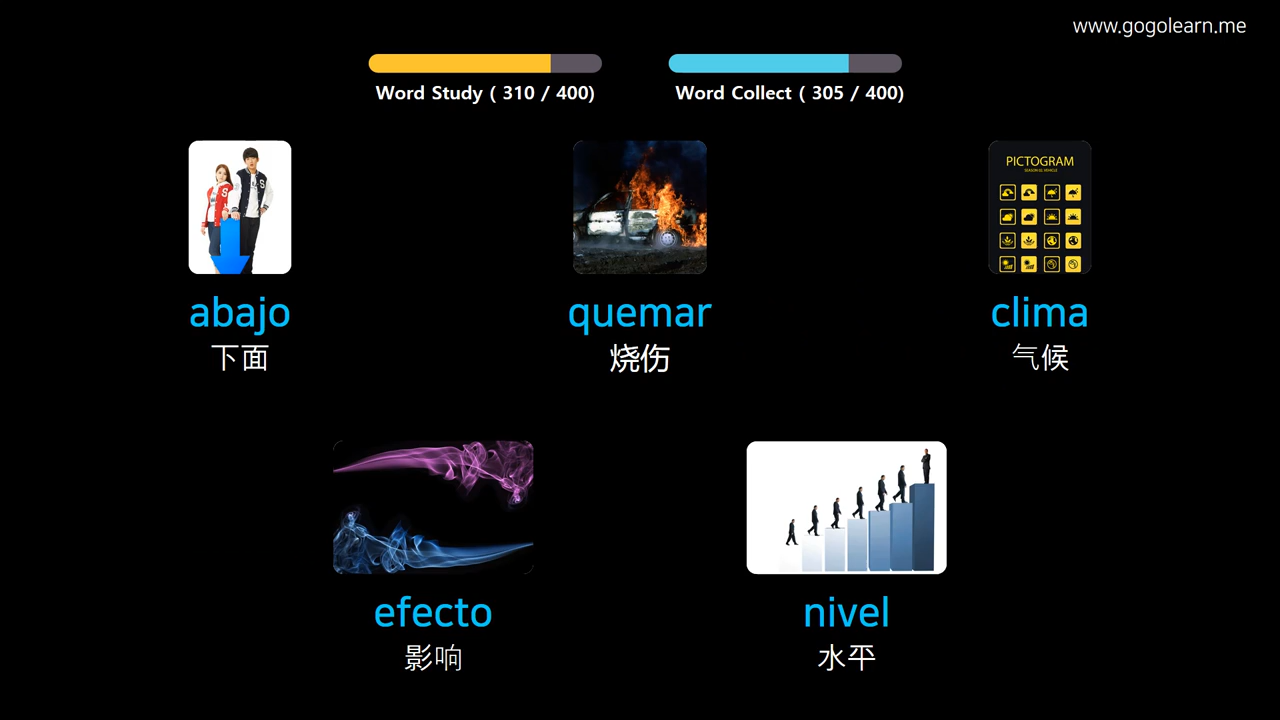 www.gogolearn.me
Word Study ( 310 / 400)
Word Collect ( 305 / 400)
PICTOGRAM
abajo
quemar
clima
下面
烧伤
气候
efecto
nivel
影响
水平